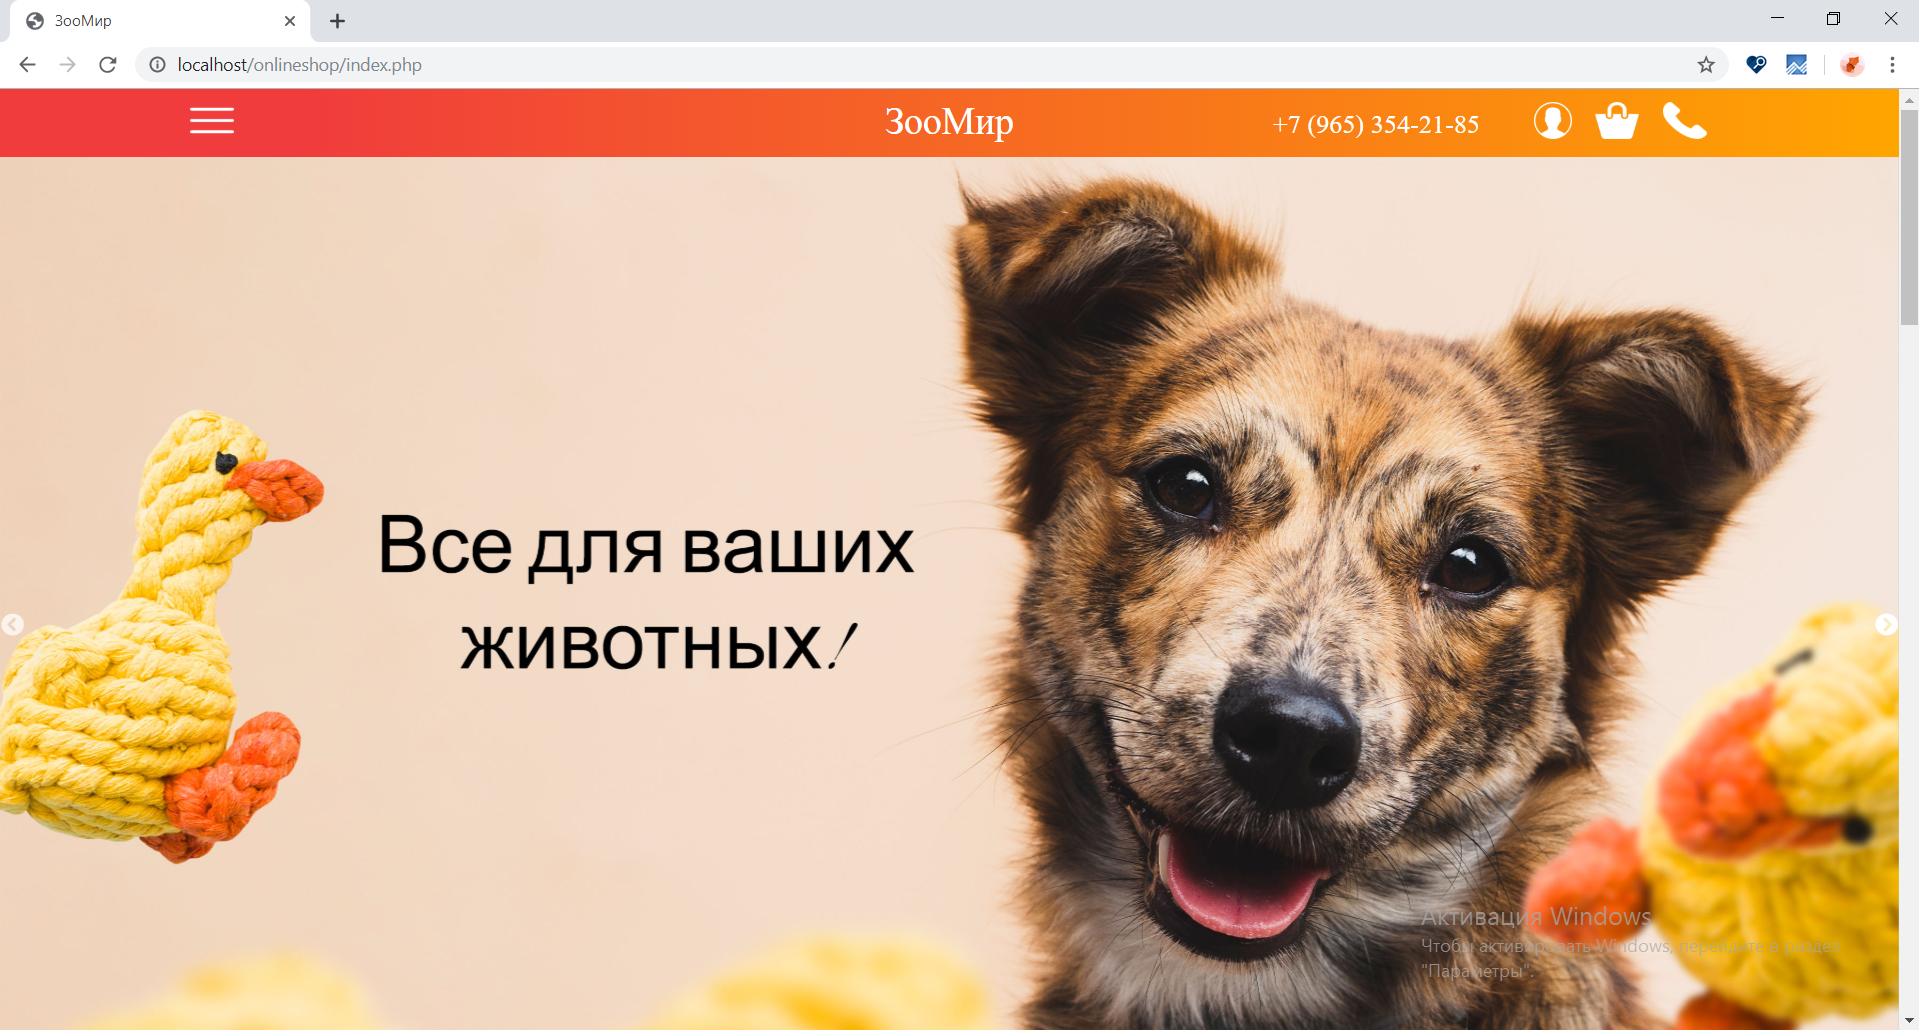 ЗооМир
localhost/onlineshop/index.php
ЗооМир
+7 (965) 354-21-85
Все для ваших
животных!
Активация Windows
Чтобы активировать Windows, перейдите в раздел
"Параметры".